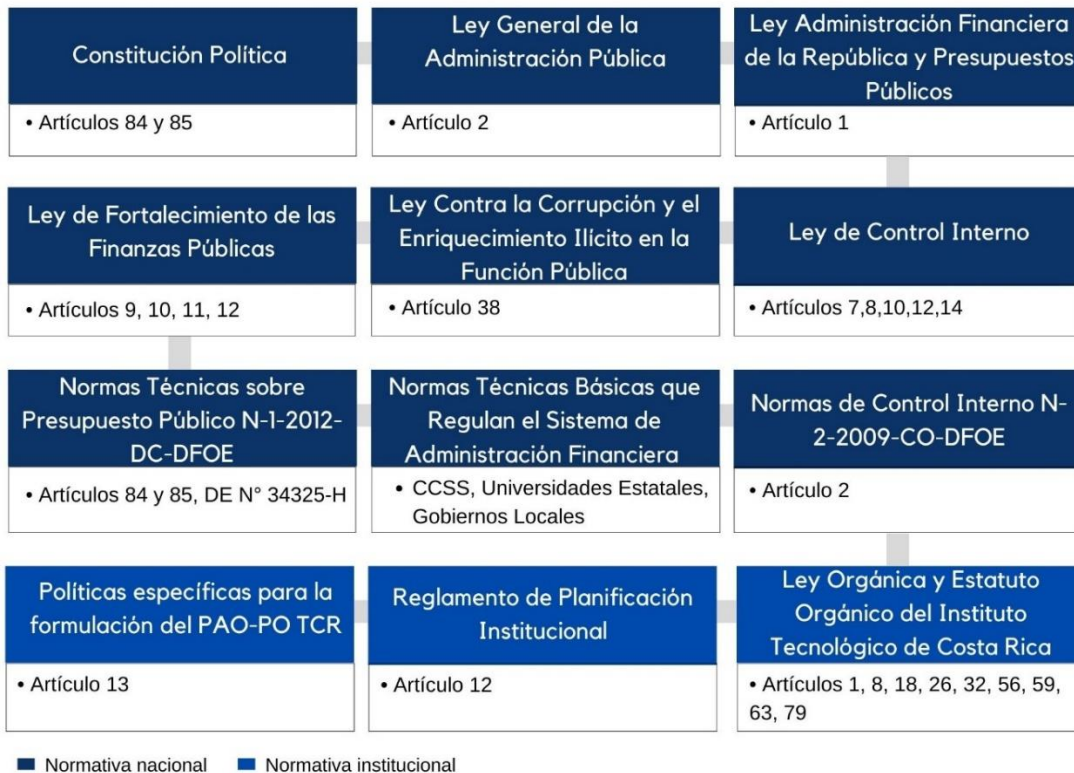 Constitución Política
• Artículos 84 y 85
Ley General de la
Administración Pública
• Artículo 2
Ley Administración Financiera
de la República y Presupuestos
Públicos
• Artículo 1
Ley de Fortalecimiento de las
Finanzas Públicas
• Artículos 9, 10, 11, 12
Ley Contra la Corrupción y el
Enriquecimiento Ilícito en la
Función Pública
• Artículo 38
Ley de Control Interno
• Artículos 7,8,10,12,14
Normas Técnicas sobre
Presupuesto Público N-1-2012-
DC-DFOE
• Artículos 84 y 85, DE N° 34325-H
Normas Técnicas Básicas que
Regulan el Sistema de
Administración Financiera
• CCSS, Universidades Estatales,
Gobiernos Locales
Normas de Control Interno N-
2-2009-CO-DFOE
• Artículo 2
Políticas específicas para la
formulación del PAO-PO TCR
• Artículo 13
Reglamento de Planificación
Institucional
• Artículo 12
Ley Orgánica y Estatuto
Orgánico del Instituto
Tecnológico de Costa Rica
• Artículos 1, 8, 18, 26, 32, 56, 59,
63, 79
Normativa nacional
Normativa institucional